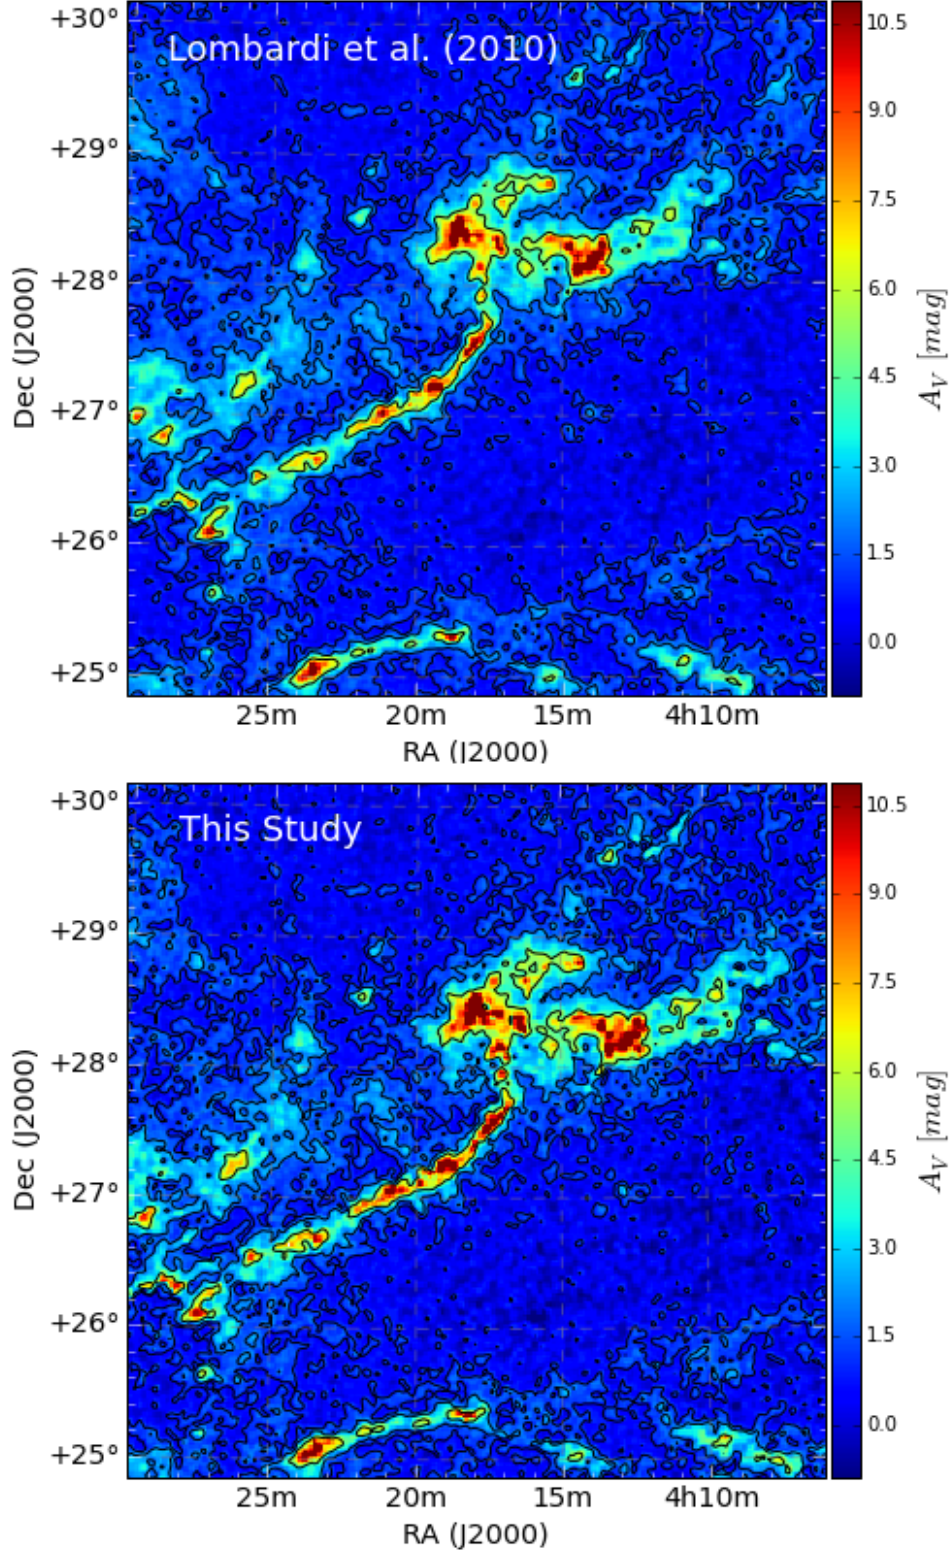 Lombardi et al. (2010)
+30°
+29°
+28°
+27°
+26°
+25°
Dec (J2000)
25m 20m 15m 4h10m
RA (J2000)
10.5
9.0
7.5
6.0
4.5
3.0
1.5
0.0
A_V [mag]
This Study
+30°
+29°
+28°
+27°
+26°
+25°
Dec (J2000)
25m 20m 15m 4h10m
RA (J2000)
10.5
9.0
7.5
6.0
4.5
3.0
1.5
0.0
A_V [mag]